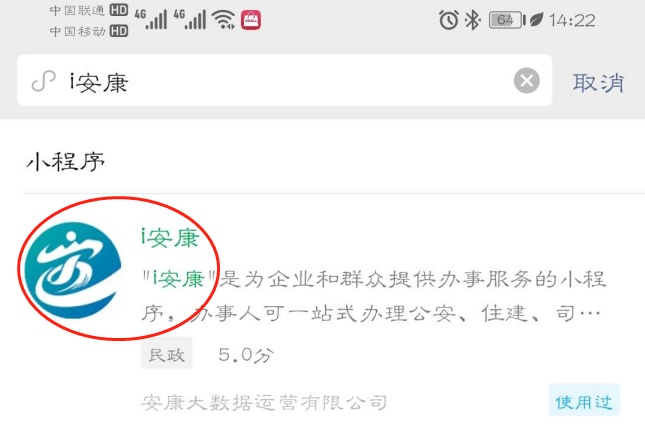 中国联通 HD 4G 4G 64 14:22
中国移动 HD
i安康 取消
小程序
i安康
"i安康"是为企业和群众提供办事服务的小程
序，办事人可一站式办理公安、住建、司…
民政 5.0分
安康大数据运营有限公司 使用过